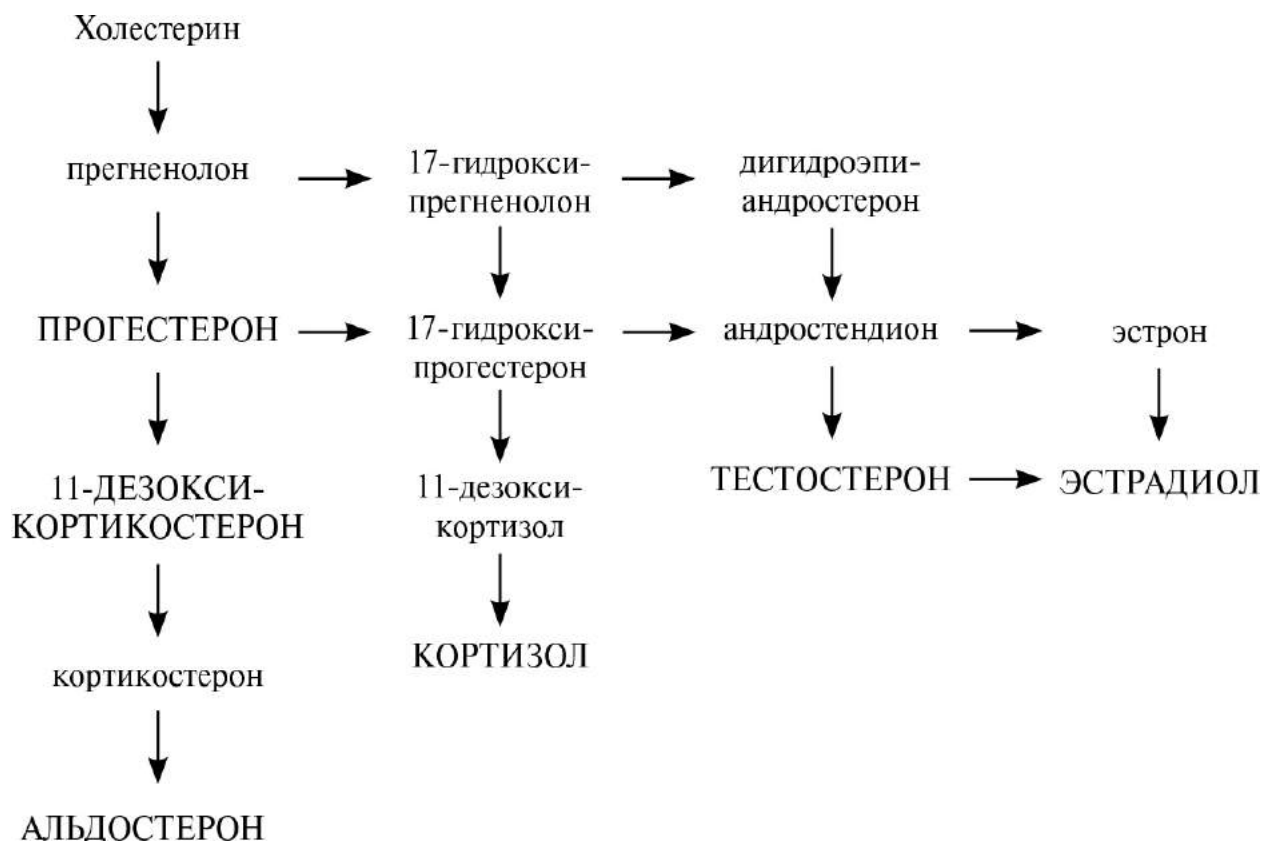 Холестерин
прегненолон
17-гидрокси-
прегненолон
дигидроэпи-
андростерон
ПРОГЕСТЕРОН
17-гидрокси-
прогестерон
андростендион
эстрон
11-ДЕЗОКСИ-
КОРТИКОСТЕРОН
11-дезокси-
кортизол
ТЕСТОСТЕРОН
ЭСТРАДИОЛ
кортикостерон
КОРТИЗОЛ
АЛЬДОСТЕРОН